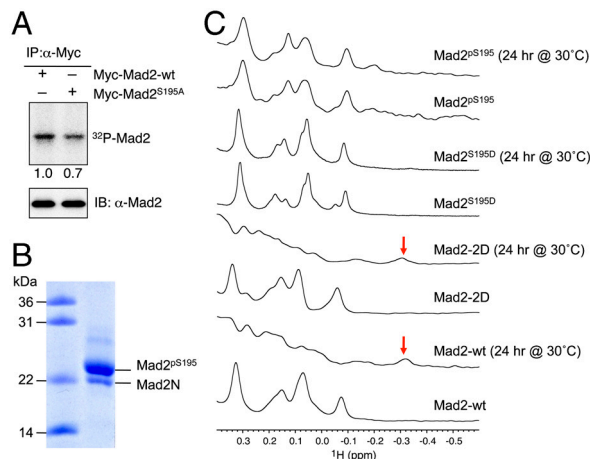 A
IP:α-Myc
+ – Myc-Mad2-wt
– + Myc-Mad2S195A
32P-Mad2
1.0 0.7
IB: α-Mad2
B
kDa
36
31
22
14
Mad2pS195
Mad2N
C
Mad2pS195 (24 hr @ 30˚C)
Mad2pS195
Mad2S195D (24 hr @ 30˚C)
Mad2S195D
Mad2-2D (24 hr @ 30˚C)
Mad2-2D
Mad2-wt (24 hr @ 30˚C)
Mad2-wt
0.3 0.2 0.1 0.0 -0.1 -0.2 -0.3 -0.4 -0.5
1H (ppm)